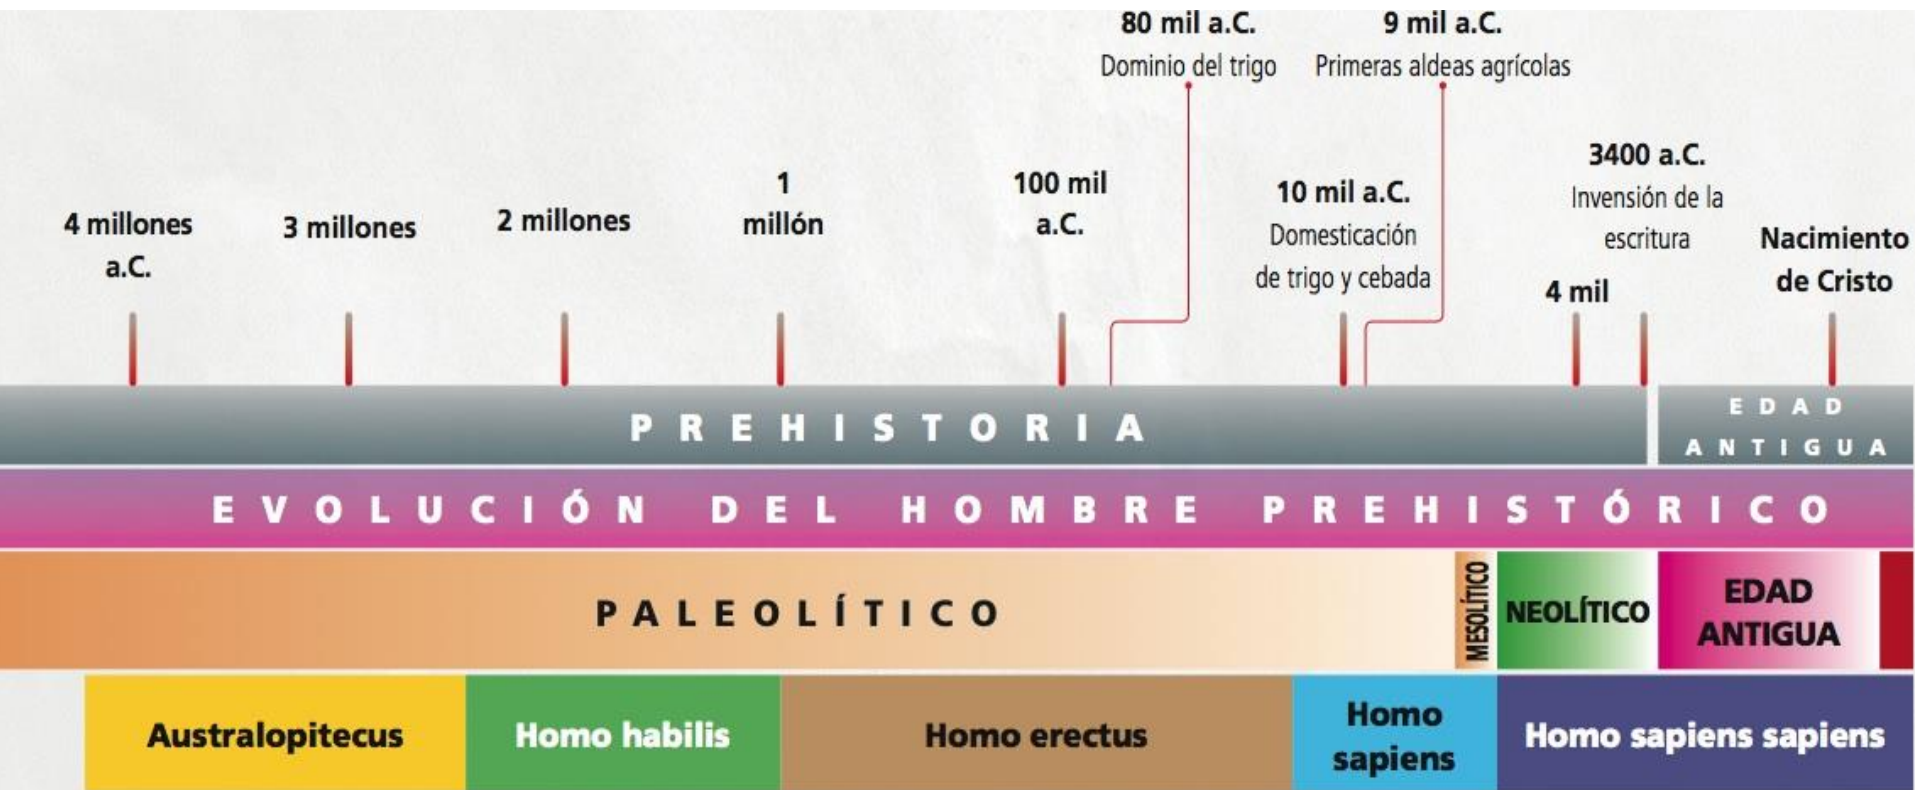 80 mil a.C.
Dominio del trigo
9 mil a.C.
Primeras aldeas agrícolas
4 millones
a.C.
3 millones
2 millones
1
millón
100 mil
a.C.
10 mil a.C.
Domesticación
de trigo y cebada
4 mil
3400 a.C.
Invensión de la
escritura
Nacimiento
de Cristo
PREHISTORIA
EDAD
ANTIGUA
EVOLUCIÓN DEL HOMBRE PREHISTÓRICO
PALEOLÍTICO
MESOLÍTICO
NEOLÍTICO
EDAD
ANTIGUA
Australopitecus
Homo habilis
Homo erectus
Homo
sapiens
Homo sapiens sapiens